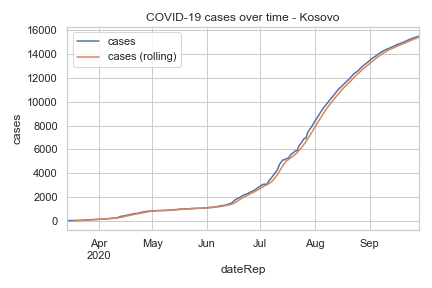 COVID-19 cases over time - Kosovo
cases
cases (rolling)
16000
14000
12000
10000
8000
6000
4000
2000
0
cases
Apr
2020
May
Jun
Jul
Aug
Sep
dateRep